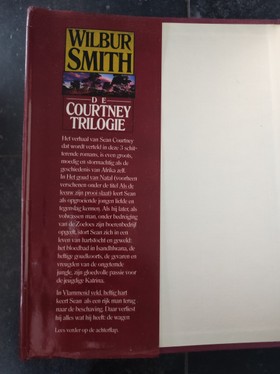 WILBUR
SMITH
DE
COURTNEY
TRILOGIE
Het verhaal van Sean Courtney
dat wordt verteld in deze 3 schit-
terende romans, is even groots,
moedig en stormachtig als de
geschiedenis van Afrika zelf.
In Het goud van Natal (voorheen
verschenen onder de titel Als de
leeuw zijn prooi slaat) leert Sean
als opgroeiende jongen liefde en
tegenslag kennen. Als hij later, als
volwassen man, onder bedreiging
van de Zoeloes zijn boerenbedrijf
opgeeft, stort Sean zich in een
leven van hartstocht en geweld:
het bloedbad in Isandhlwana, de
heftige goudkoorts, de gevaren en
vreugden van de ongetemde
jungle, zijn gloedvolle passie voor
de jeugdige Katrina.
In Vlammend veld, heftig hart
keert Sean als een rijk man terug
naar de beschaving. Daar verliest
hij alles wat hij heeft: de wagen
Lees verder op de achterflap.